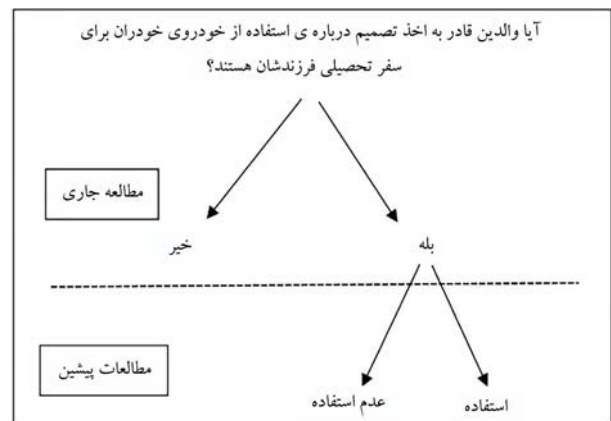 آیا والدین قادر به اخذ تصمیم درباره ی استفاده از خودروی خودران برای
سفر تحصیلی فرزندشان هستند؟
مطالعه جاری
بله
خیر
مطالعات پیشین
استفاده
عدم استفاده